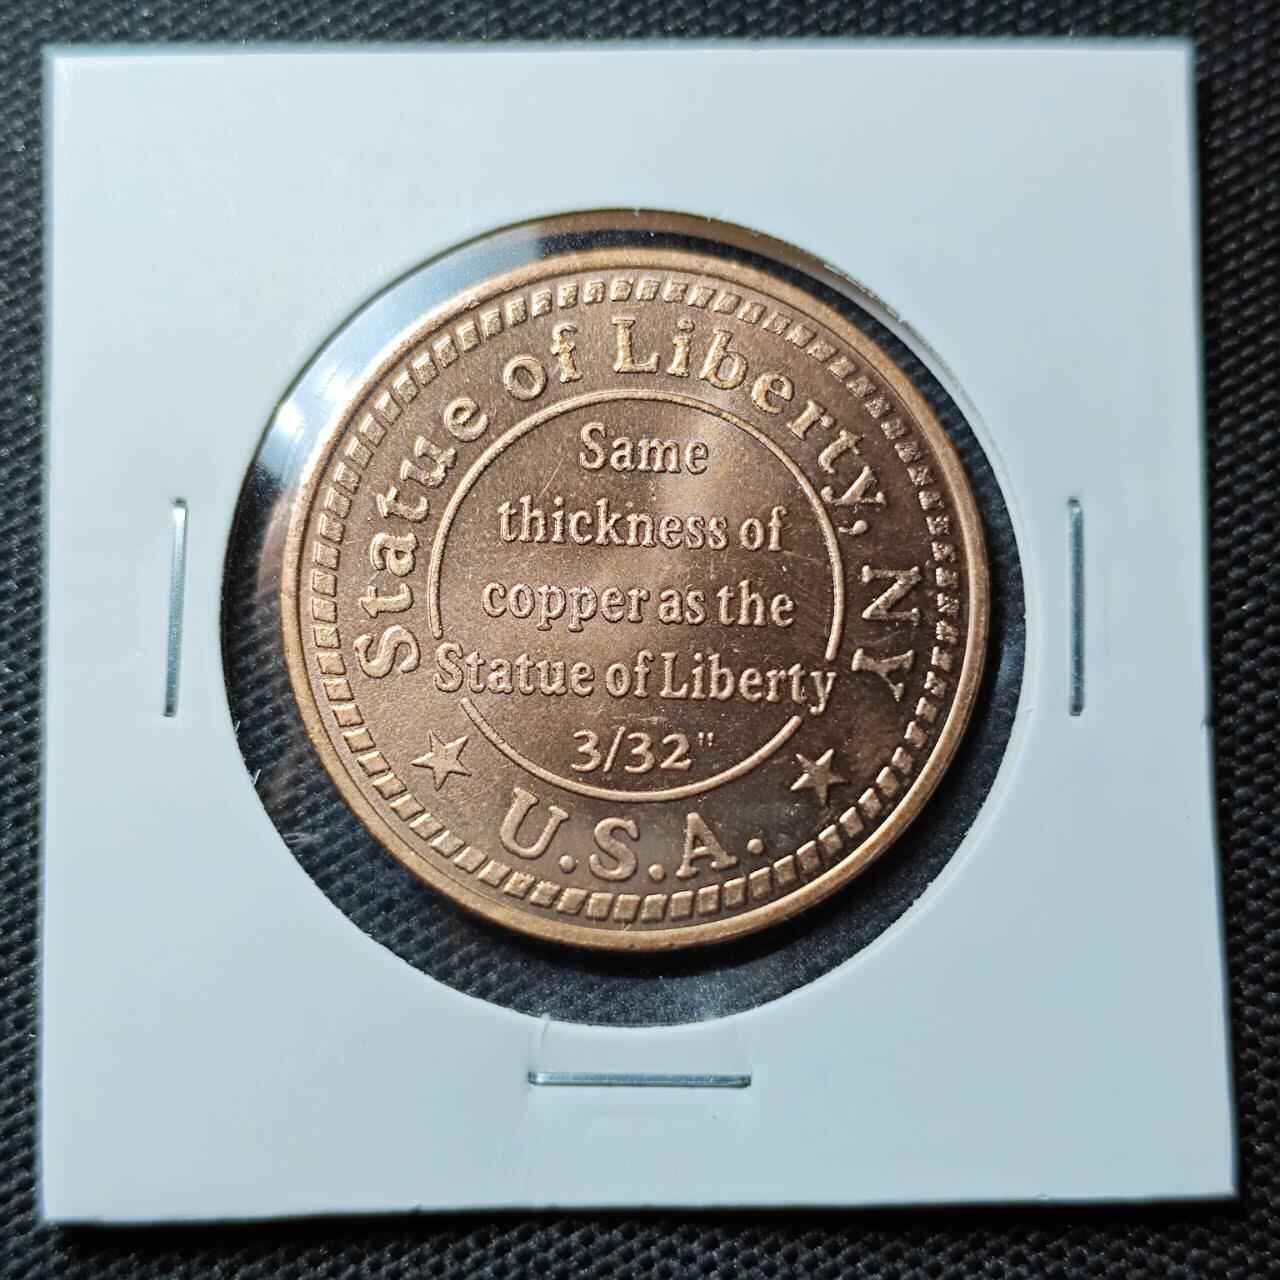 Statue of Liberty, NY
Same
thickness of
copper as the
Statue of Liberty
3/32"
U.S.A.